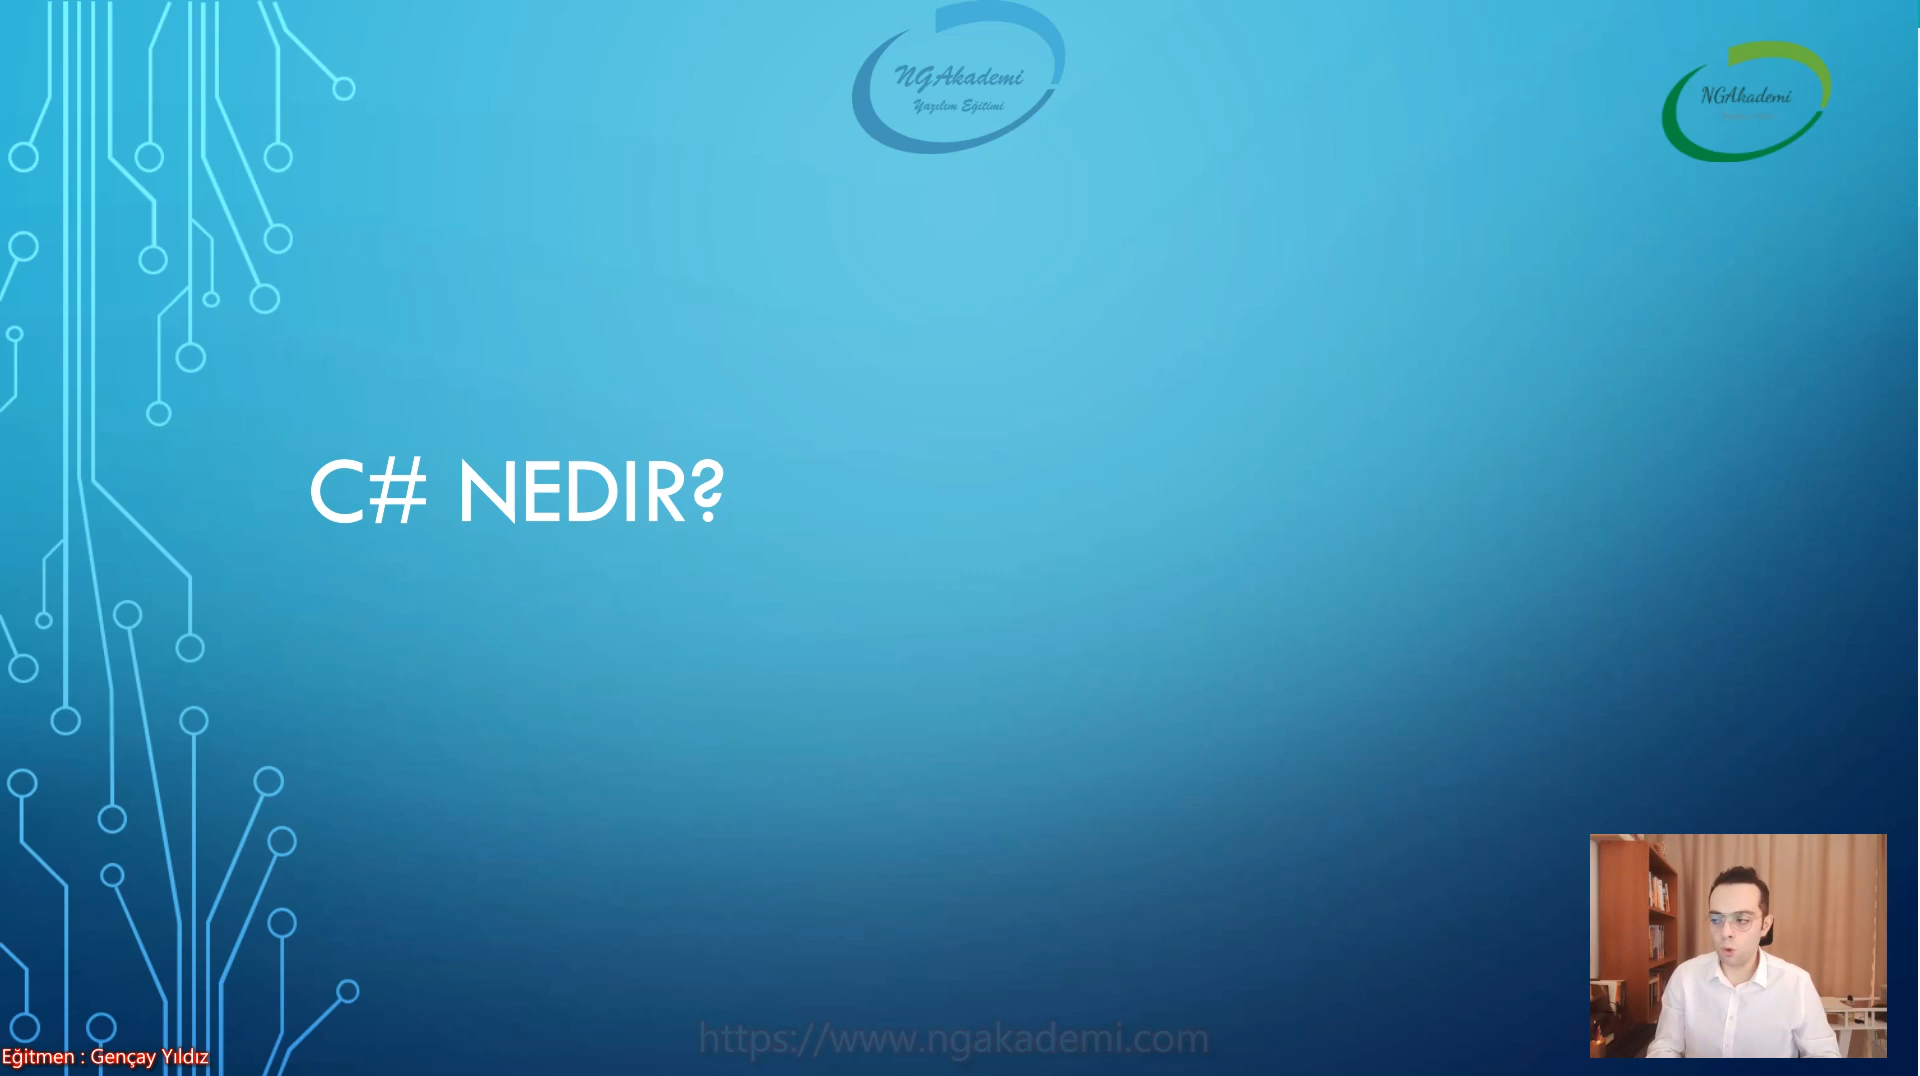 NGAkademi
Yazılım Eğitimi
NGAkademi
C# NEDIR?
https://www.ngakademi.com
Eğitmen : Gençay Yıldız